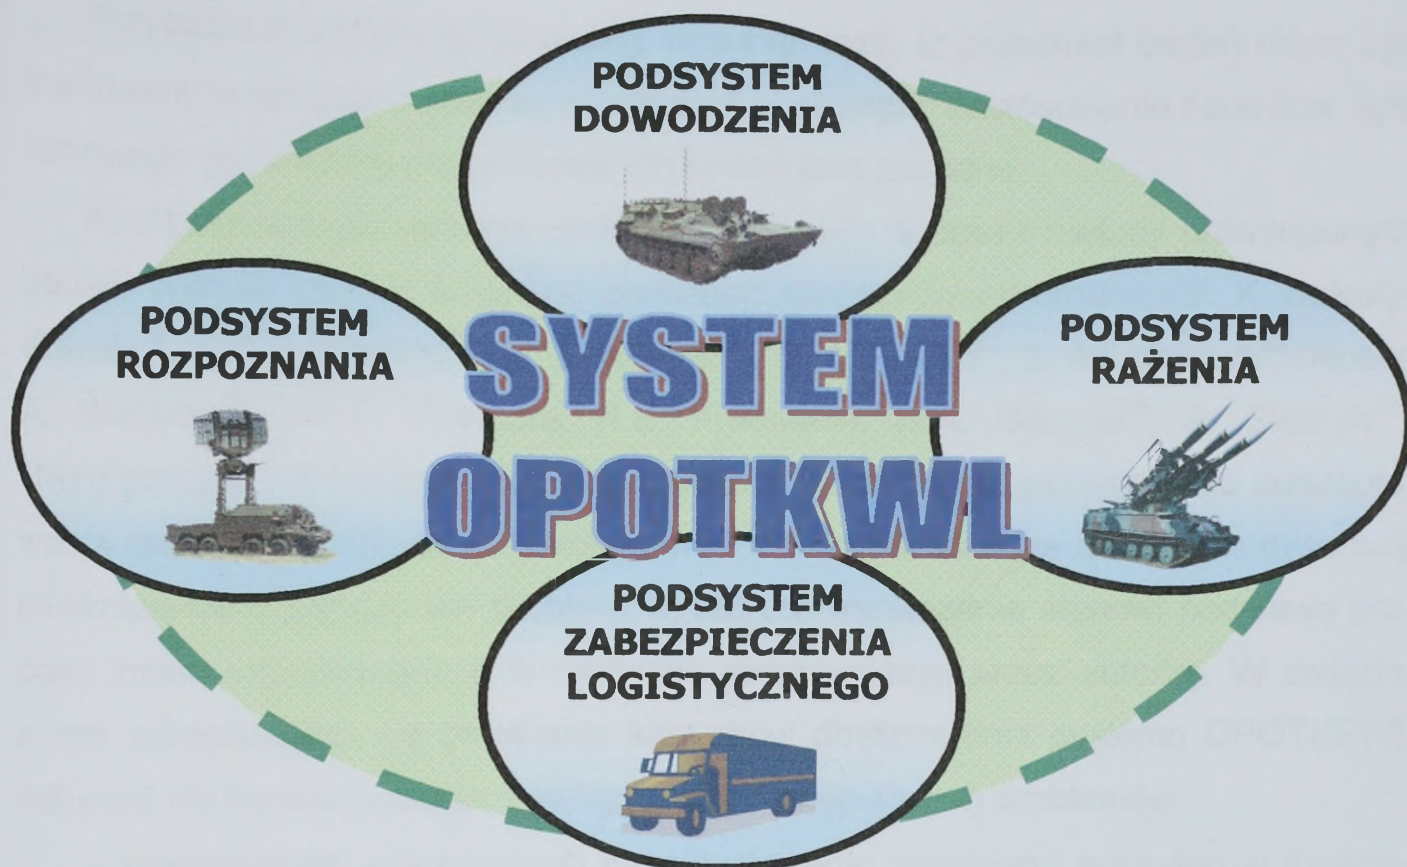 PODSYSTEM
DOWODZENIA
PODSYSTEM
ROZPOZNANIA
PODSYSTEM
RAŻENIA
SYSTEM
OPOTKWL
PODSYSTEM
ZABEZPIECZENIA
LOGISTYCZNEGO